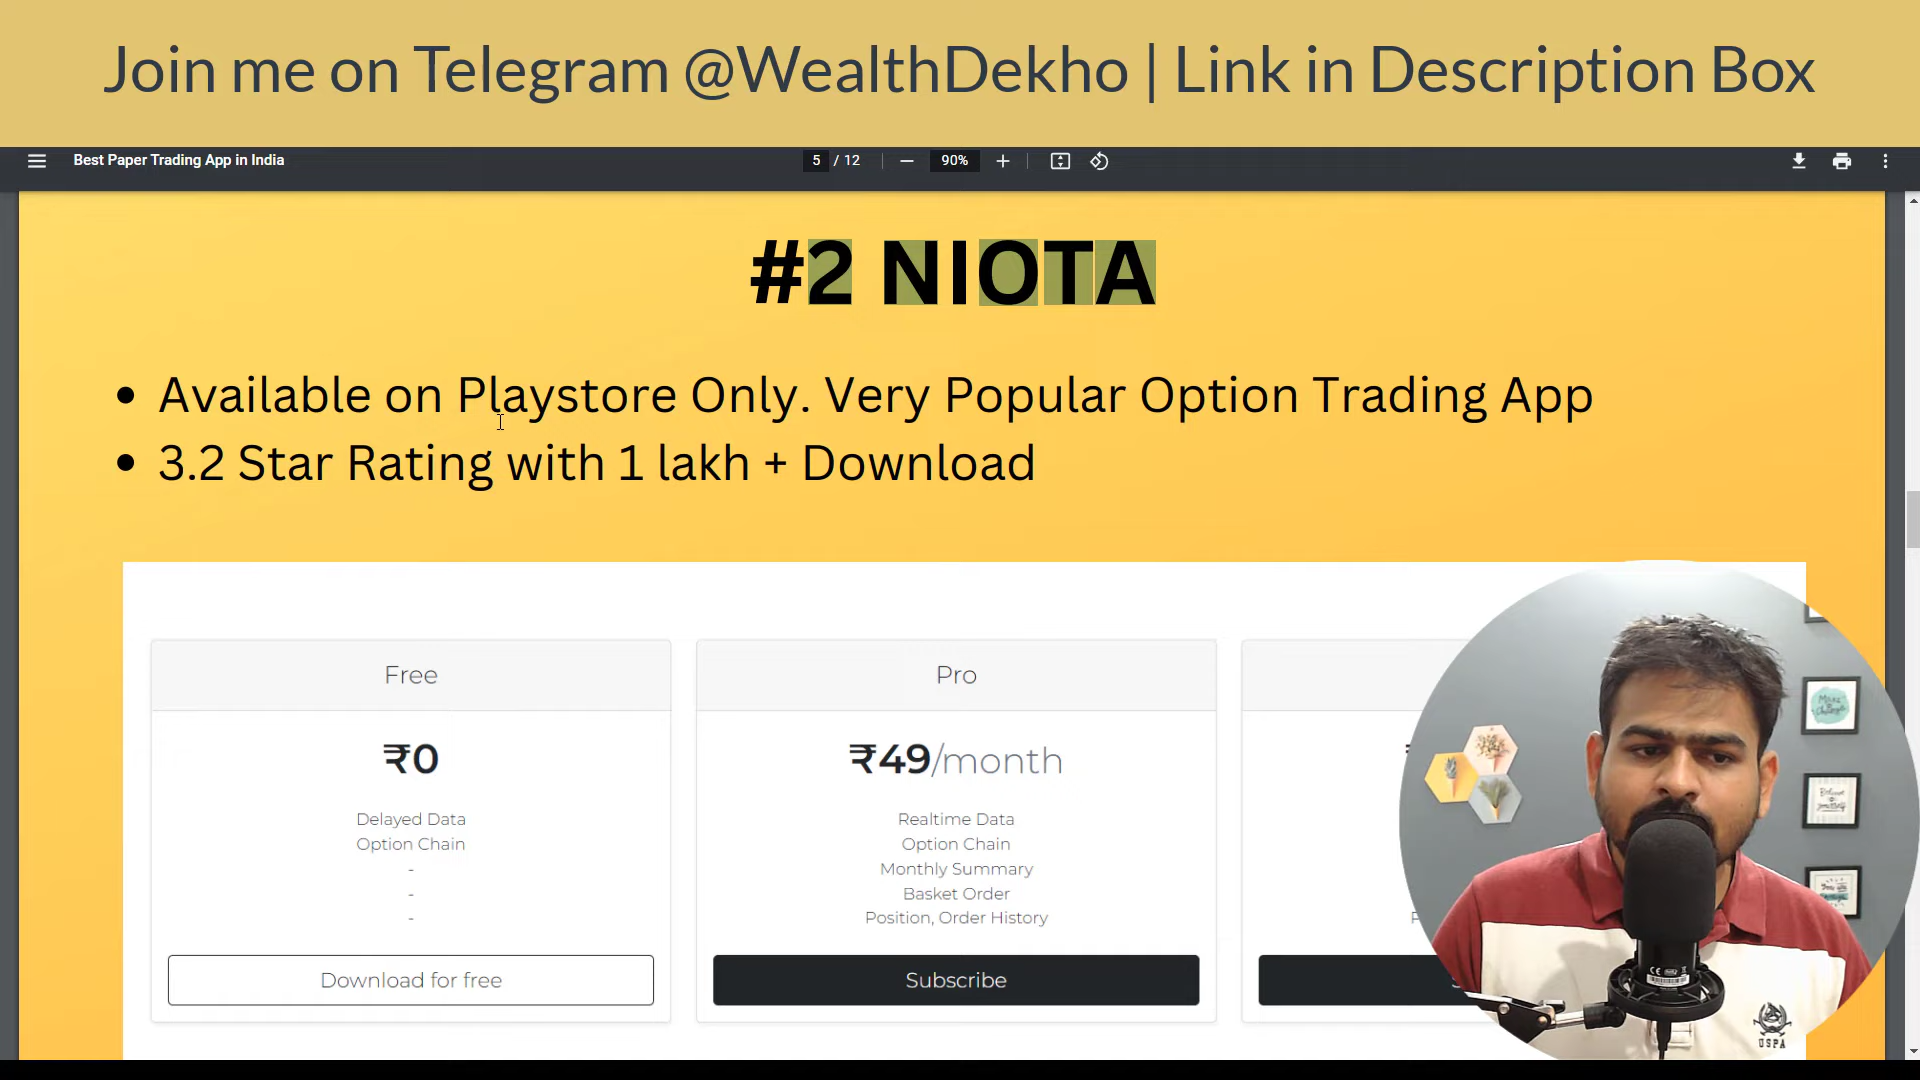 Join me on Telegram @WealthDekho | Link in Description Box
Best Paper Trading App in India
5 / 12
90%
#2 NIOTA
• Available on Playstore Only. Very Popular Option Trading App
• 3.2 Star Rating with 1 lakh + Download
Free
₹0
Delayed Data
Option Chain
-
-
-
Download for free
Pro
₹49/month
Realtime Data
Option Chain
Monthly Summary
Basket Order
Position, Order History
Subscribe
USPA